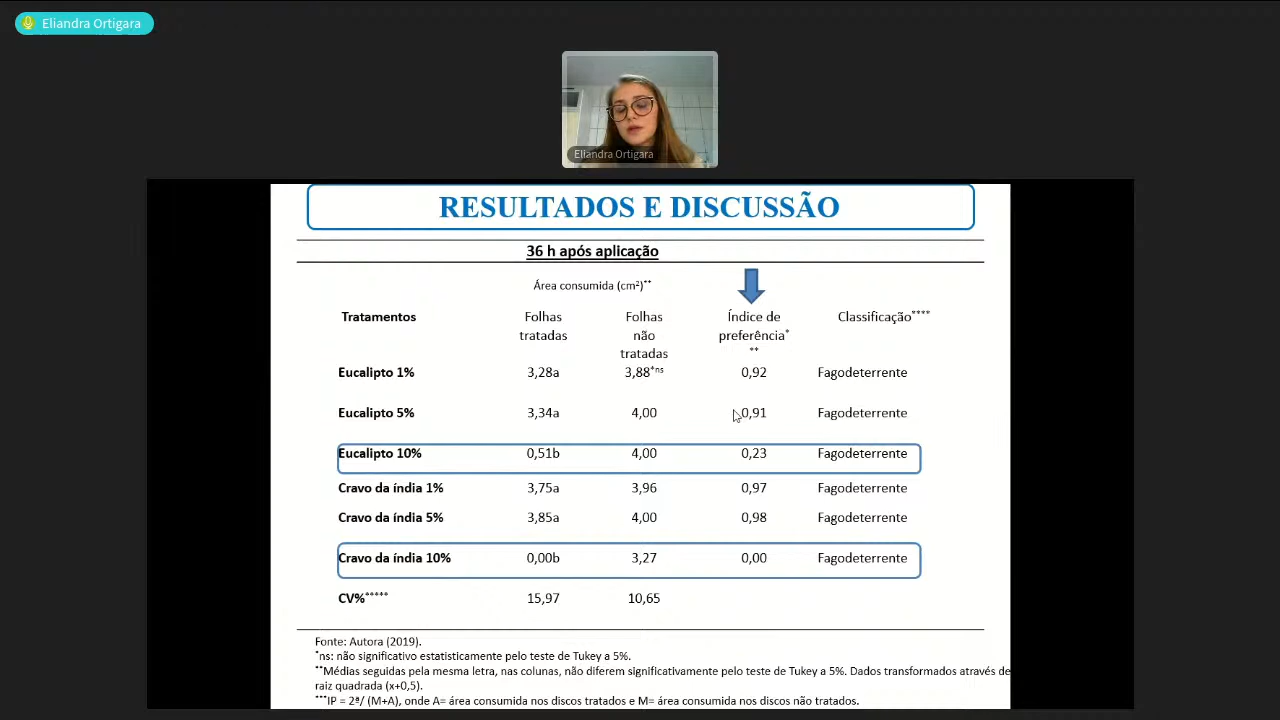 Eliandra Ortigara
Eliandra Ortigara
RESULTADOS E DISCUSSÃO
36 h após aplicação
Área consumida (cm²)**
Tratamentos Folhas tratadas Folhas não tratadas Índice de preferência*** Classificação****
Eucalipto 1% 3,28a 3,88*ns 0,92 Fagodeterrente
Eucalipto 5% 3,34a 4,00 0,91 Fagodeterrente
Eucalipto 10% 0,51b 4,00 0,23 Fagodeterrente
Cravo da índia 1% 3,75a 3,96 0,97 Fagodeterrente
Cravo da índia 5% 3,85a 4,00 0,98 Fagodeterrente
Cravo da índia 10% 0,00b 3,27 0,00 Fagodeterrente
CV%***** 15,97 10,65
Fonte: Autora (2019).
*ns: não significativo estatisticamente pelo teste de Tukey a 5%.
**Médias seguidas pela mesma letra, nas colunas, não diferem significativamente pelo teste de Tukey a 5%. Dados transformados através de
raiz quadrada (x+0,5).
***IP = 2ª/ (M+A), onde A= área consumida nos discos tratados e M= área consumida nos discos não tratados.